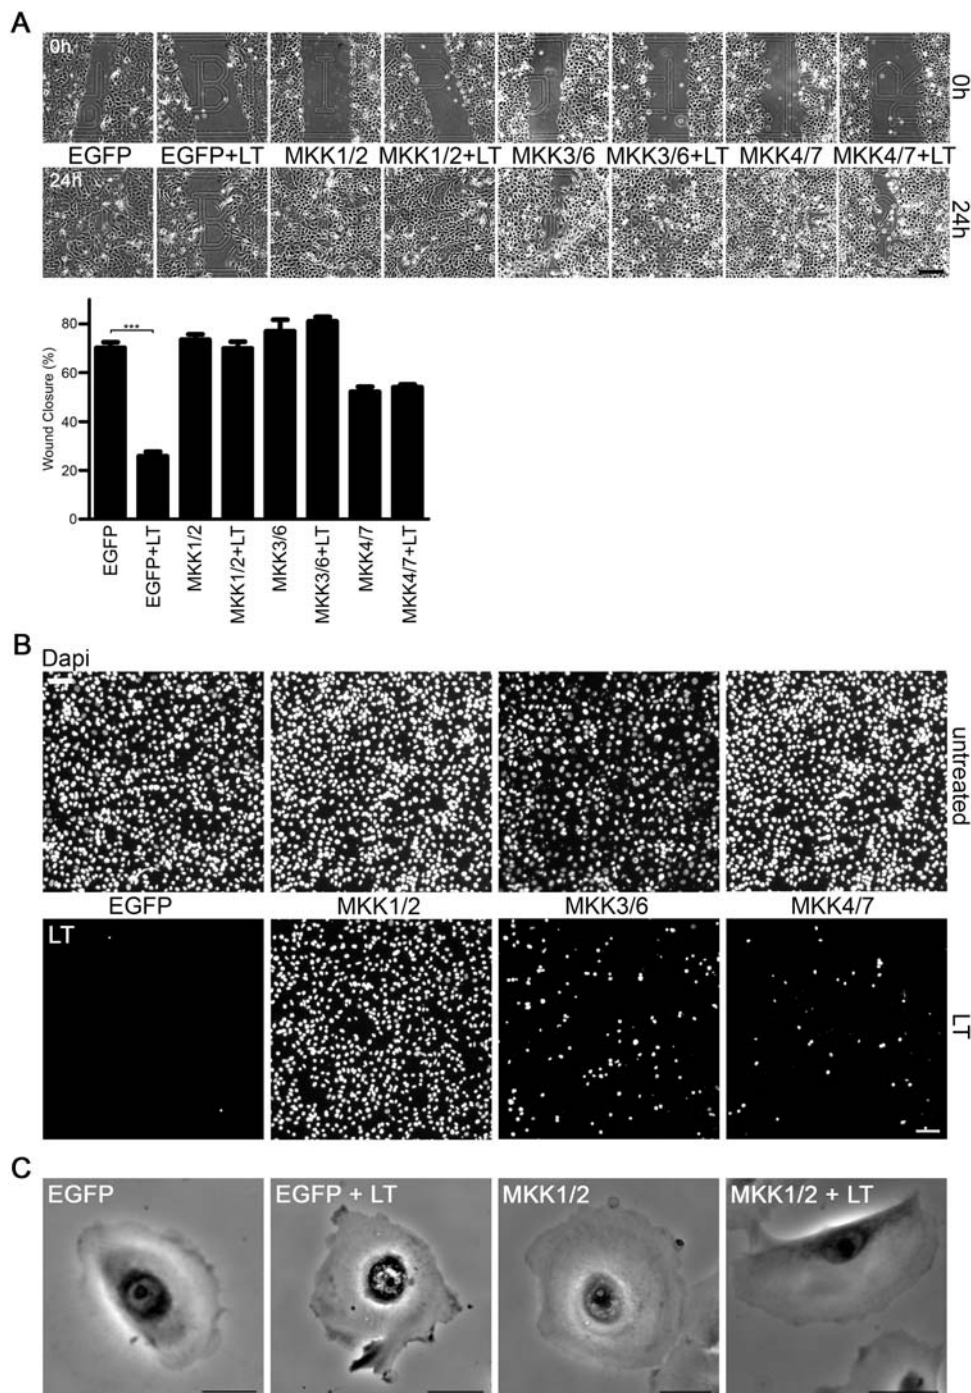 A
0h
0h
EGFP EGFP+LT MKK1/2 MKK1/2+LT MKK3/6 MKK3/6+LT MKK4/7 MKK4/7+LT
24h
24h
Wound Closure (%)
80
60
40
20
0
***
EGFP
EGFP+LT
MKK1/2
MKK1/2+LT
MKK3/6
MKK3/6+LT
MKK4/7
MKK4/7+LT
B
Dapi
untreated
EGFP MKK1/2 MKK3/6 MKK4/7
LT
LT
C
EGFP EGFP + LT MKK1/2 MKK1/2 + LT